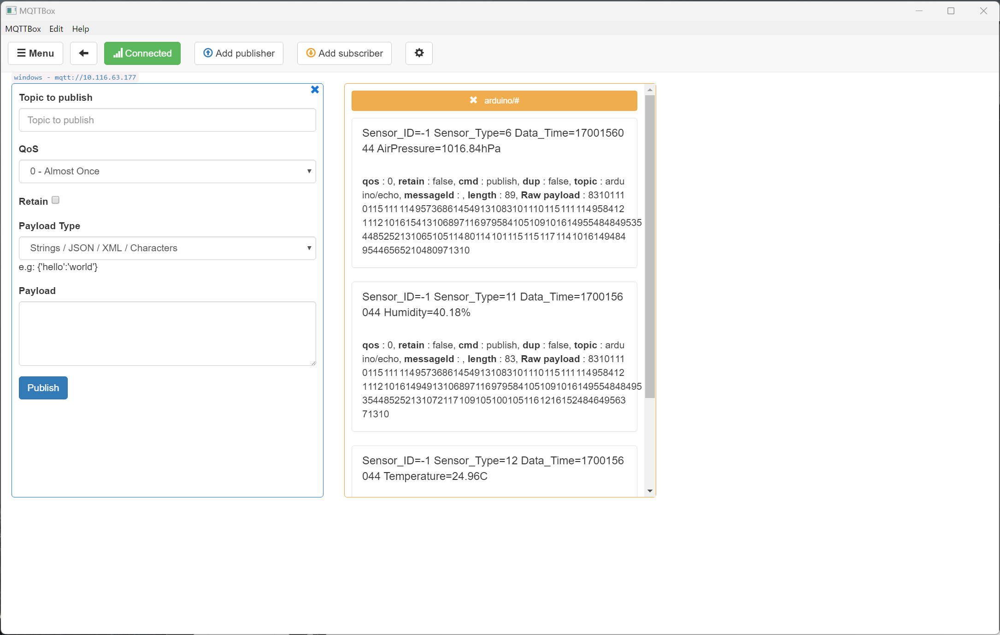 MQTTBox
MQTTBox Edit Help
Menu
Connected
Add publisher
Add subscriber
windows - mqtt://10.116.63.177
Topic to publish
Topic to publish
QoS
0 - Almost Once
Retain
Payload Type
Strings / JSON / XML / Characters
e.g: {'hello':'world'}
Payload
Publish
arduino/#
Sensor_ID=-1 Sensor_Type=6 Data_Time=17001560
44 AirPressure=1016.84hPa
qos : 0, retain : false, cmd : publish, dup : false, topic : ardu
ino/echo, messageId : , length : 89, Raw payload : 8310111
0115111114957368614549131083101110115111114958412
1112101615413106897116979584105109101614955484849535
4485252131065105114801141011151151171141016149484
954465652104809713​10
Sensor_ID=-1 Sensor_Type=11 Data_Time=1700156
044 Humidity=40.18%
qos : 0, retain : false, cmd : publish, dup : false, topic : ardu
ino/echo, messageId : , length : 83, Raw payload : 8310111
0115111114957368614549131083101110115111114958412
1112101614949131068971169795841051091016149554848495
3544852521310721171091051001051161216152484649563
71310
Sensor_ID=-1 Sensor_Type=12 Data_Time=1700156
044 Temperature=24.96C